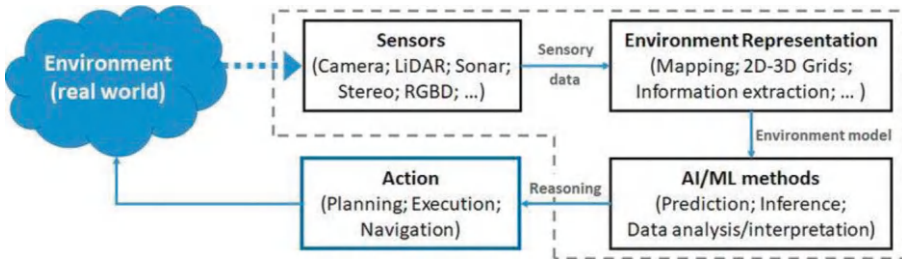 Environment
(real world)
Sensors
(Camera; LiDAR; Sonar;
Stereo; RGBD; ...)
Sensory
data
Environment Representation
(Mapping; 2D-3D Grids;
Information extraction; ... )
Environment model
AI/ML methods
(Prediction; Inference;
Data analysis/interpretation)
Reasoning
Action
(Planning; Execution;
Navigation)